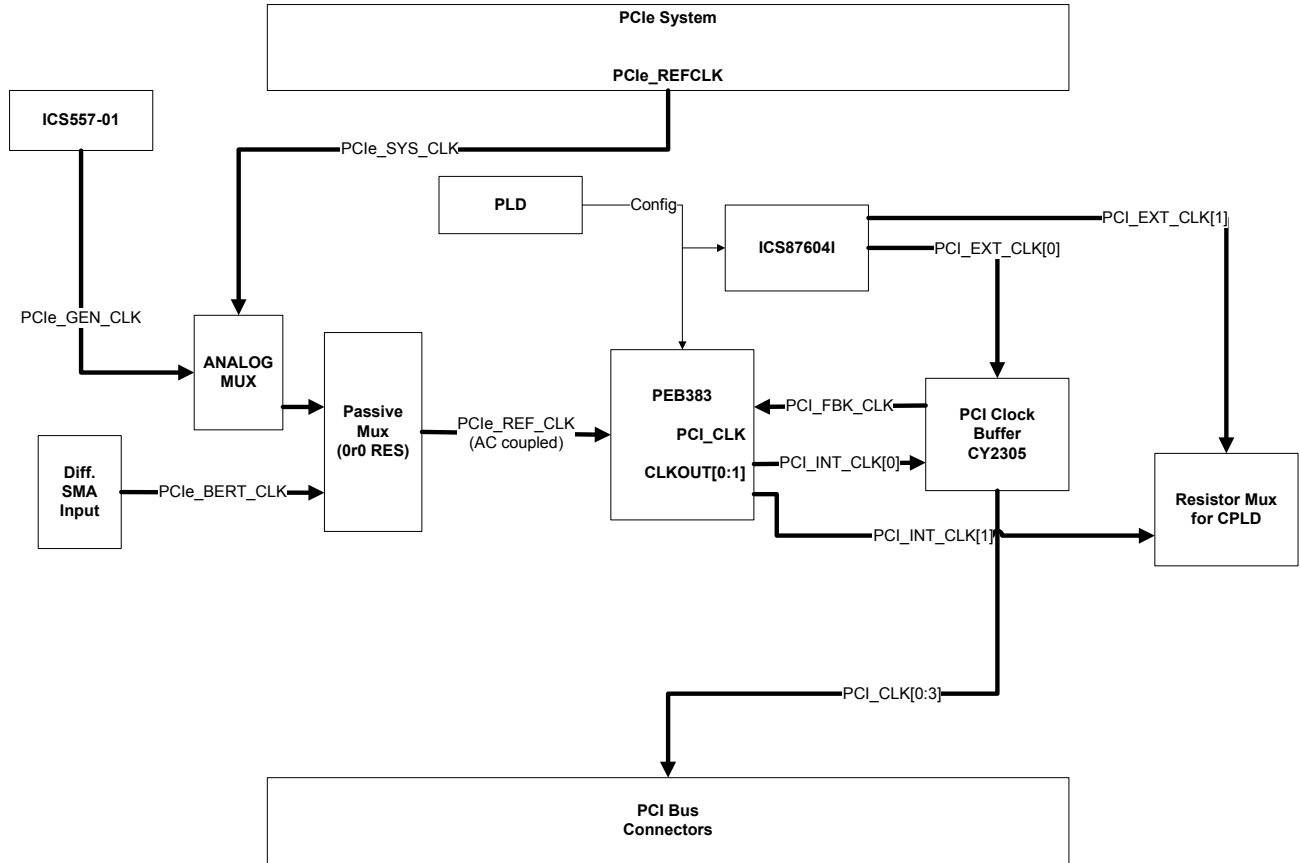 PCIe System
PCIe_REFCLK
ICS557-01
PCIe_SYS_CLK
PLD
Config
ICS87604I
PCI_EXT_CLK[1]
PCI_EXT_CLK[0]
PCIe_GEN_CLK
ANALOG
MUX
Passive
Mux
(0r0 RES)
PCIe_REF_CLK
(AC coupled)
PEB383
PCI_CLK
CLKOUT[0:1]
PCI_FBK_CLK
PCI_INT_CLK[0]
PCI Clock
Buffer
CY2305
Diff.
SMA
Input
PCIe_BERT_CLK
PCI_INT_CLK[1]
Resistor Mux
for CPLD
PCI_CLK[0:3]
PCI Bus
Connectors